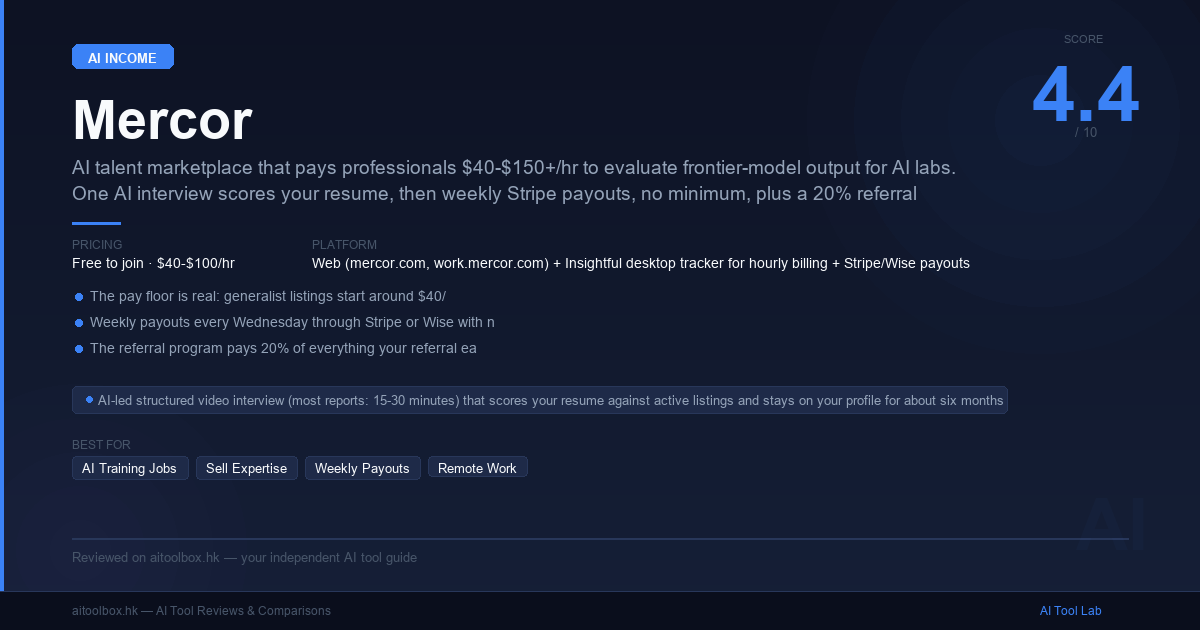 AI INCOME
SCORE
4.4
/ 10
Mercor
AI talent marketplace that pays professionals $40-$150+/hr to evaluate frontier-model output for AI labs.
One AI interview scores your resume, then weekly Stripe payouts, no minimum, plus a 20% referral
PRICING
Free to join · $40-$100/hr
PLATFORM
Web (mercor.com, work.mercor.com) + Insightful desktop tracker for hourly billing + Stripe/Wise payouts
The pay floor is real: generalist listings start around $40/
Weekly payouts every Wednesday through Stripe or Wise with n
The referral program pays 20% of everything your referral ea
AI-led structured video interview (most reports: 15-30 minutes) that scores your resume against active listings and stays on your profile for about six months
BEST FOR
AI Training Jobs
Sell Expertise
Weekly Payouts
Remote Work
AI
Reviewed on aitoolbox.hk — your independent AI tool guide
aitoolbox.hk — AI Tool Reviews & Comparisons
AI Tool Lab